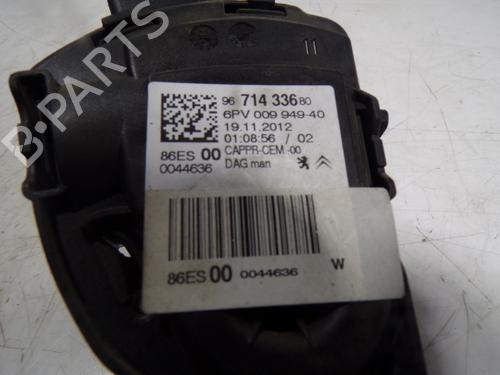 96 714 336 80
6PV 009 949-40
19.11.2012
01:08:56 / 02
86ES 00 CAPPR-CEM -00
0044636 DAG man
86ES 00 0044636 W
11
B-Parts